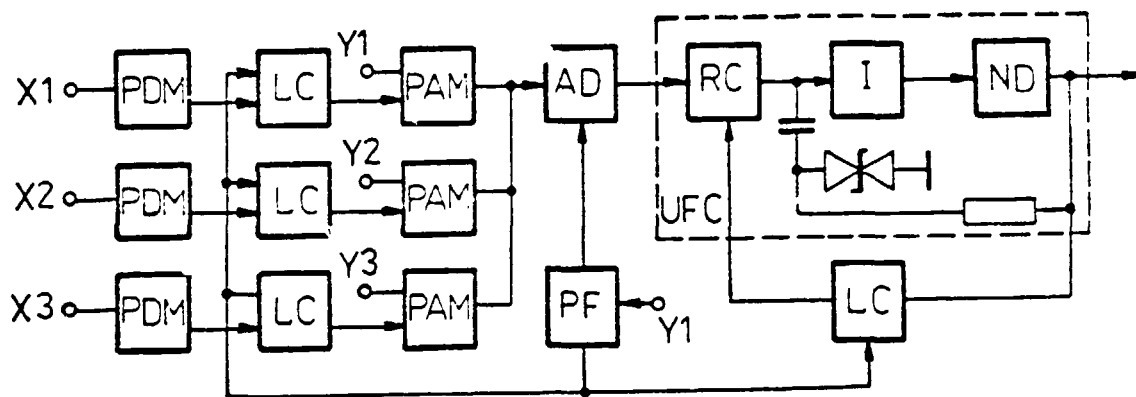 X1 PDM LC Y1 PAM AD RC I ND
X2 PDM LC Y2 PAM UFC
X3 PDM LC Y3 PAM PF Y1 LC